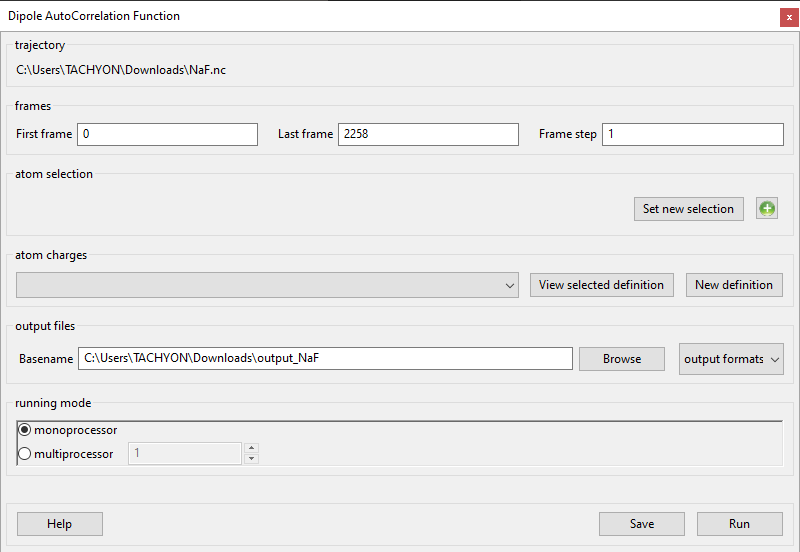 Dipole AutoCorrelation Function
x
trajectory
C:\Users\TACHYON\Downloads\NaF.nc
frames
First frame 0 Last frame 2258 Frame step 1
atom selection
Set new selection
atom charges
View selected definition New definition
output files
Basename C:\Users\TACHYON\Downloads\output_NaF Browse output formats
running mode
monoprocessor
multiprocessor 1
Help Save Run